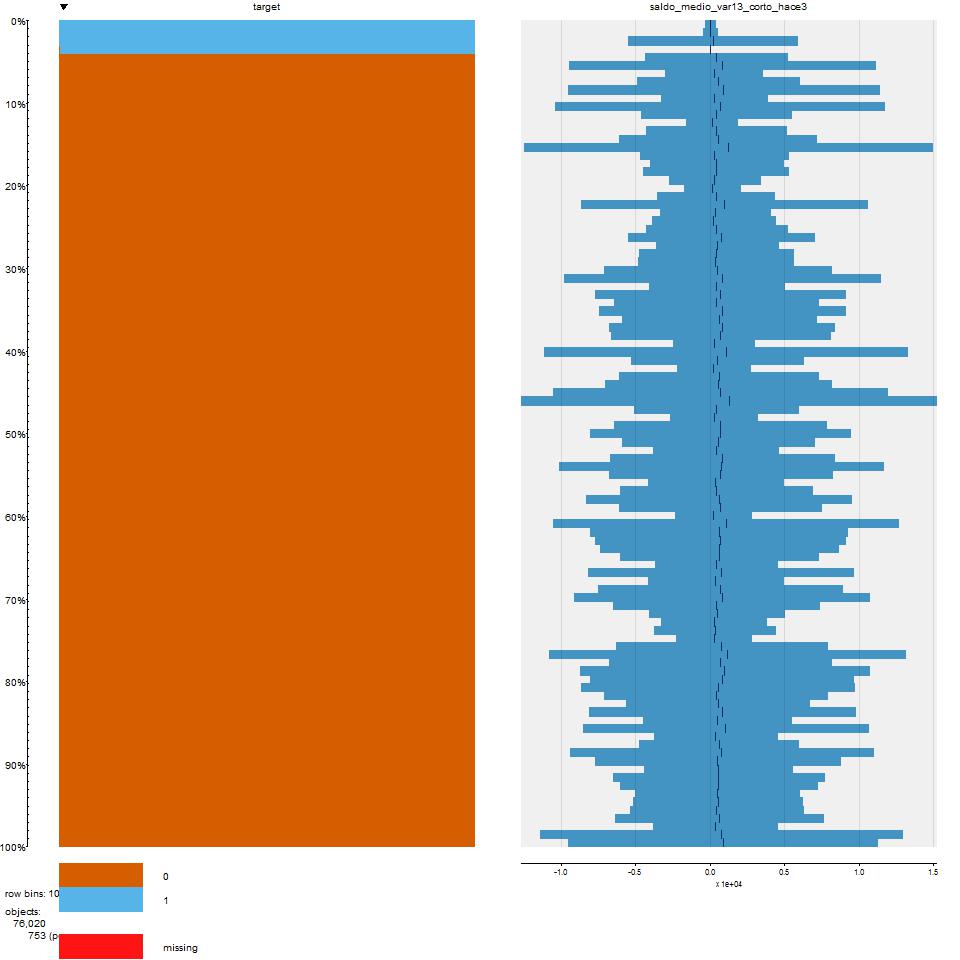 target
saldo_medio_var13_corto_hace3
0%
10%
20%
30%
40%
50%
60%
70%
80%
90%
100%
-1.0
-0.5
0.0
0.5
1.0
1.5
x 1e+04
0
row bins: 10
1
objects:
76,020
753 (p
missing